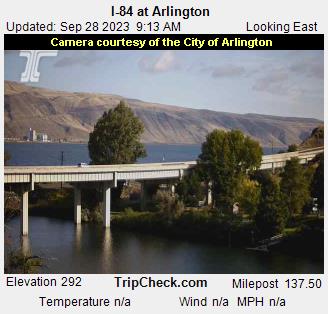 I-84 at Arlington
Updated: Sep 28 2023 9:13 AM Looking East
Camera courtesy of the City of Arlington
Elevation 292 TripCheck.com Milepost 137.50
Temperature n/a Wind n/a MPH n/a